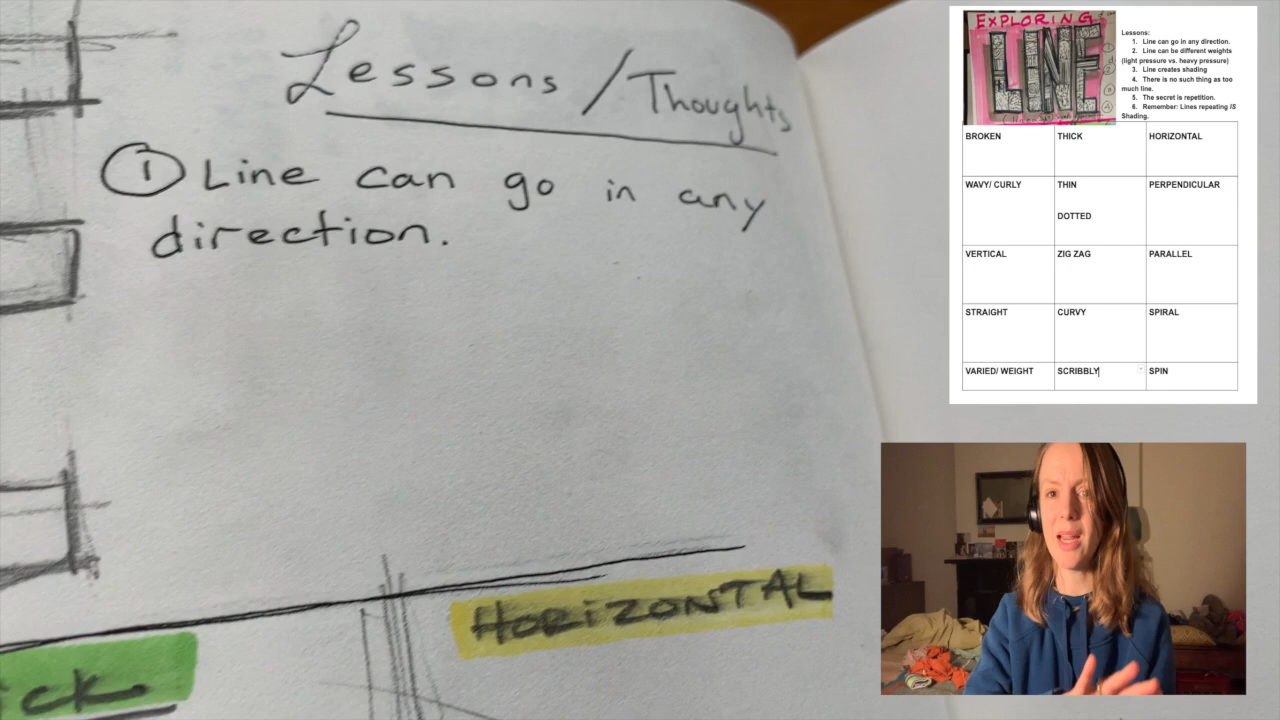 Lessons / Thoughts
① Line can go in any
direction.
HORIZONTAL
ick
EXPLORING
LINE
Lessons:
1. Line can go in any direction.
2. Line can be different weights
(light pressure vs. heavy pressure)
3. Line creates shading
4. There is no such thing as too
much line.
5. The secret is repetition.
6. Remember: Lines repeating IS
Shading.
BROKEN THICK HORIZONTAL
WAVY/ CURLY THIN PERPENDICULAR
DOTTED
VERTICAL ZIG ZAG PARALLEL
STRAIGHT CURVY SPIRAL
VARIED/ WEIGHT SCRIBBLY SPIN